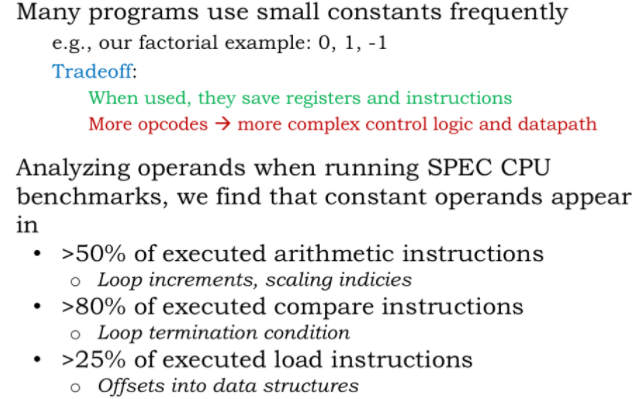 Many programs use small constants frequently
e.g., our factorial example: 0, 1, -1
Tradeoff:
When used, they save registers and instructions
More opcodes → more complex control logic and datapath
Analyzing operands when running SPEC CPU
benchmarks, we find that constant operands appear
in
• >50% of executed arithmetic instructions
o Loop increments, scaling indicies
• >80% of executed compare instructions
o Loop termination condition
• >25% of executed load instructions
o Offsets into data structures